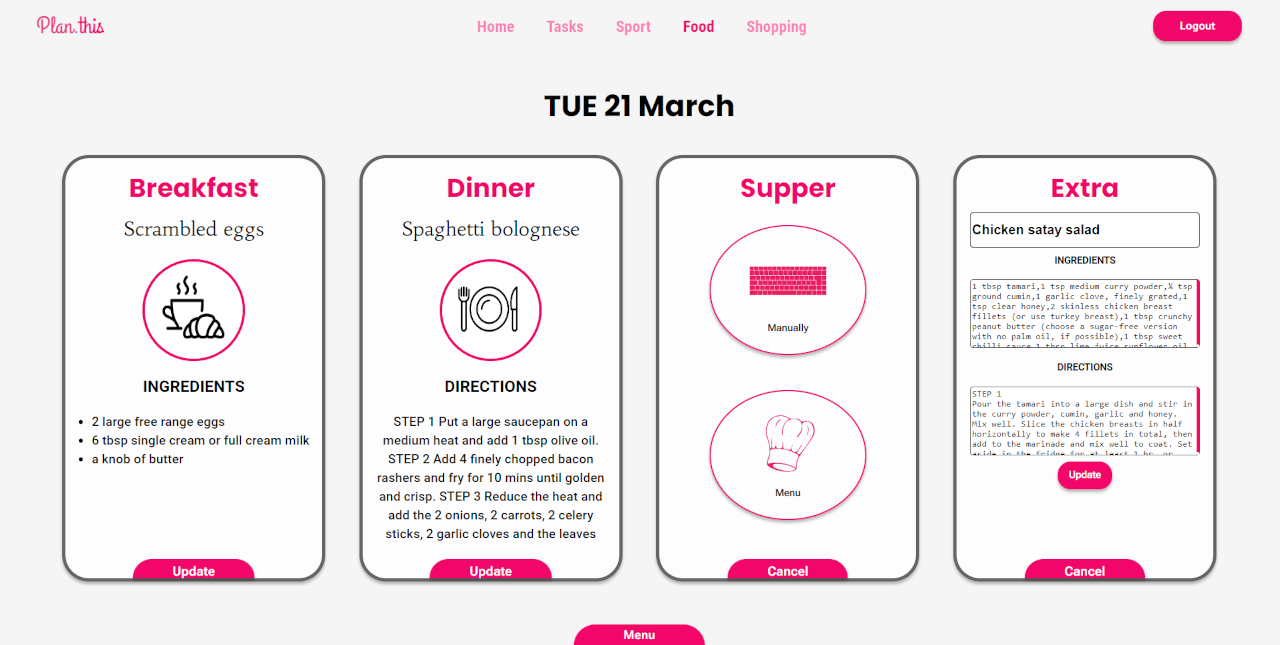 Plan.this
Home
Tasks
Sport
Food
Shopping
Logout
TUE 21 March
Breakfast
Scrambled eggs
INGREDIENTS
2 large free range eggs
6 tbsp single cream or full cream milk
a knob of butter
Update
Dinner
Spaghetti bolognese
DIRECTIONS
STEP 1 Put a large saucepan on a
medium heat and add 1 tbsp olive oil.
STEP 2 Add 4 finely chopped bacon
rashers and fry for 10 mins until golden
and crisp. STEP 3 Reduce the heat and
add the 2 onions, 2 carrots, 2 celery
sticks, 2 garlic cloves and the leaves
Update
Supper
Manually
Menu
Cancel
Extra
Chicken satay salad
INGREDIENTS
1 tbsp tamari,1 tsp medium curry powder,¼ tsp
ground cumin,1 garlic clove, finely grated,1
tsp clear honey,2 skinless chicken breast
fillets (or use turkey breast),1 tbsp crunchy
peanut butter (choose a sugar-free version
with no palm oil, if possible),1 tbsp sweet
chilli sauce,1 tbsp lime juice,sunflower oil,
DIRECTIONS
STEP 1
Pour the tamari into a large dish and stir in
the curry powder, cumin, garlic and honey.
Mix well. Slice the chicken breasts in half
horizontally to make 4 fillets in total, then
add to the marinade and mix well to coat. Set
aside in the fridge for at least 1 hr, or
Update
Cancel
Menu